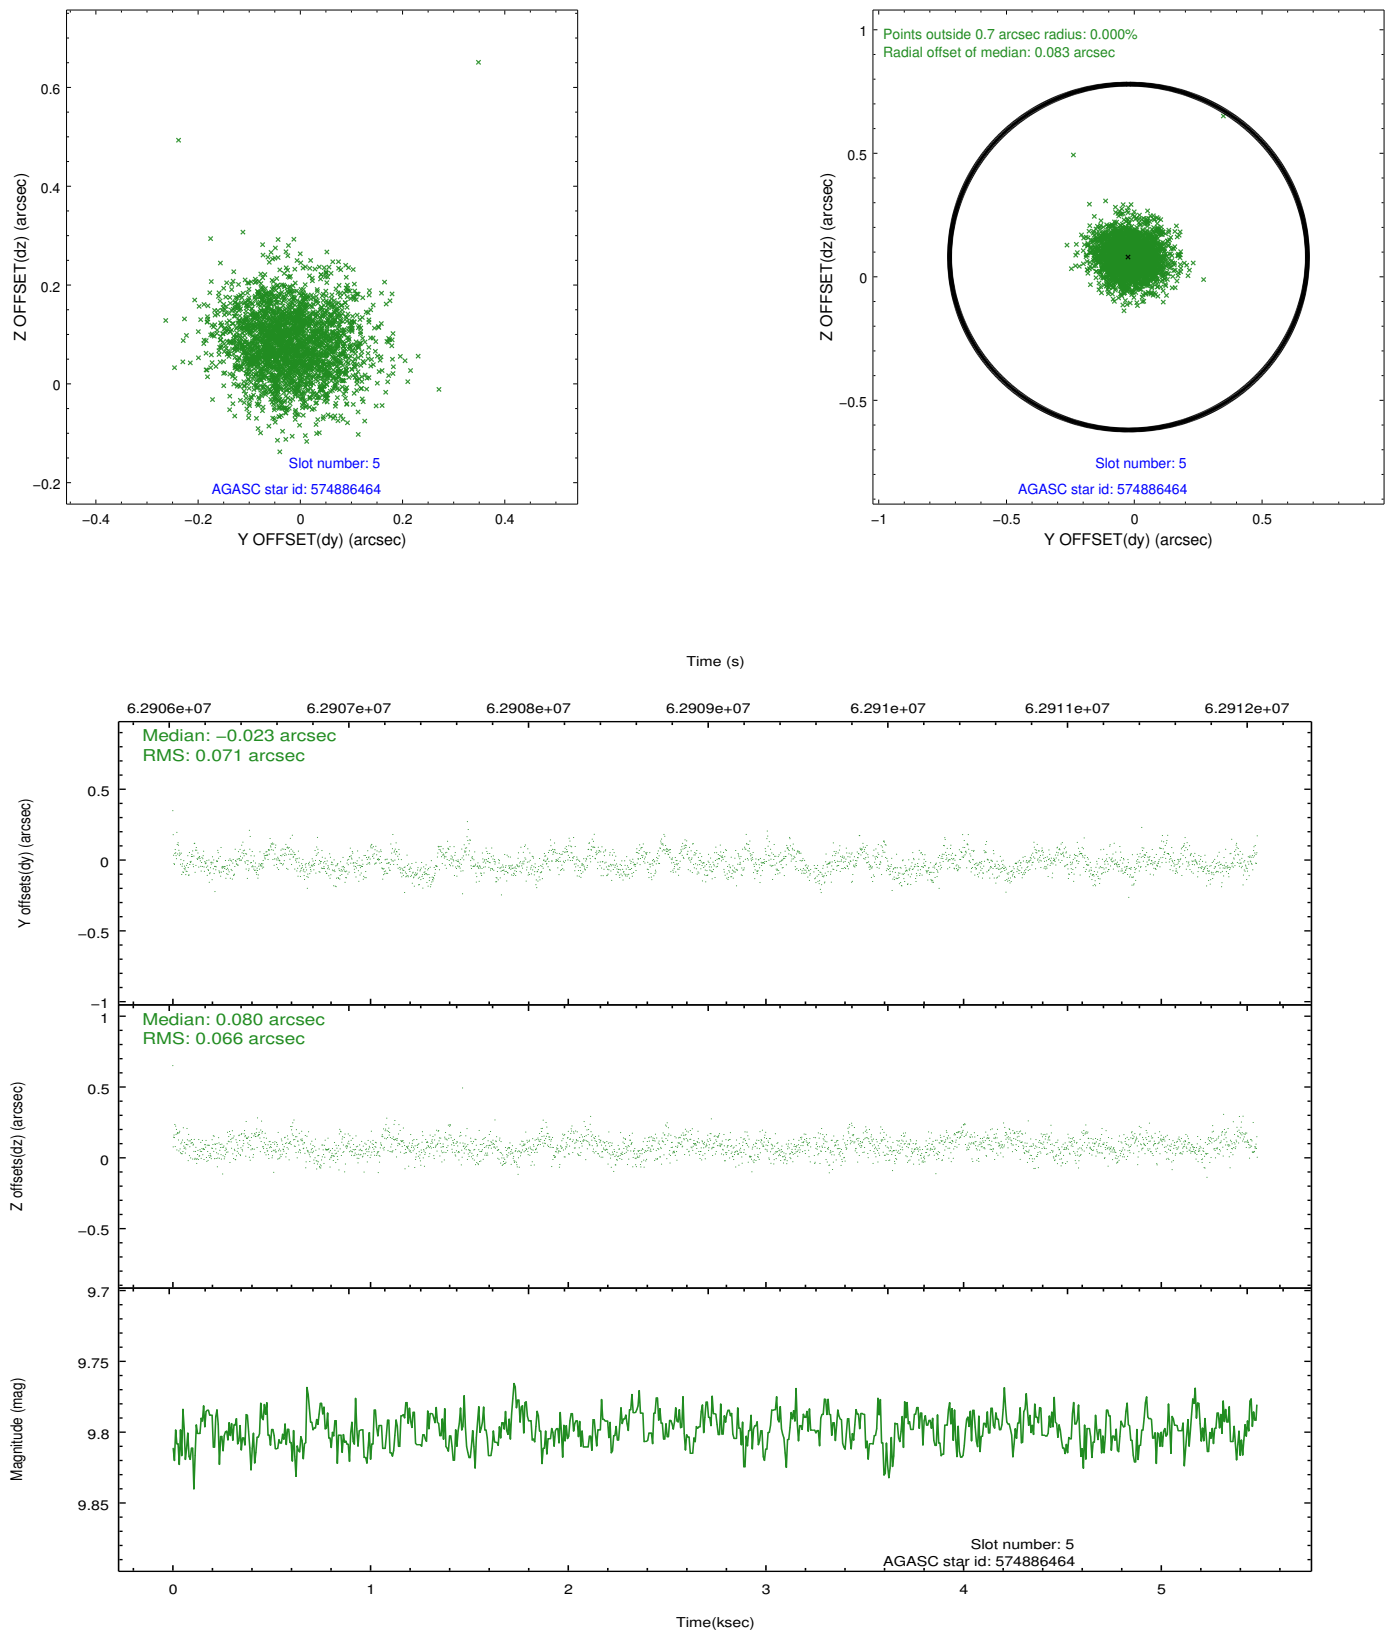 0.6
0.4
0.2
0
−0.2
Z OFFSET(dz) (arcsec)
Slot number: 5
AGASC star id: 574886464
−0.4 −0.2 0 0.2 0.4
Y OFFSET(dy) (arcsec)
Points outside 0.7 arcsec radius: 0.000%
Radial offset of median: 0.083 arcsec
1
0.5
0
−0.5
Z OFFSET(dz) (arcsec)
Slot number: 5
AGASC star id: 574886464
−1 −0.5 0 0.5
Y OFFSET(dy) (arcsec)
Time (s)
6.2906e+07 6.2907e+07 6.2908e+07 6.2909e+07 6.291e+07 6.2911e+07 6.2912e+07
Median: −0.023 arcsec
RMS: 0.071 arcsec
0.5
0
−0.5
−1
Y offsets(dy) (arcsec)
Median: 0.080 arcsec
RMS: 0.066 arcsec
1
0.5
0
−0.5
Z offsets(dz) (arcsec)
9.7
9.75
9.8
9.85
Magnitude (mag)
Slot number: 5
AGASC star id: 574886464
0 1 2 3 4 5
Time(ksec)